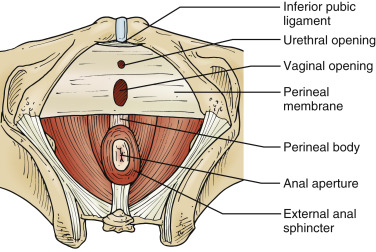 Inferior pubic
ligament
Urethral opening
Vaginal opening
Perineal
membrane
Perineal body
Anal aperture
External anal
sphincter